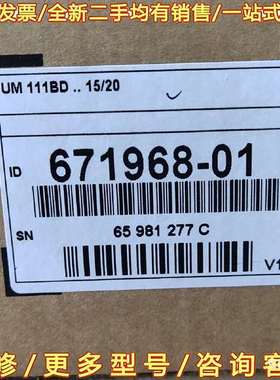 发票/全新二手均有销售/一站式
UM 111BD .. 15/20
ID
671968-01
SN
65 981 277 C
V1
修/更多型号/咨询客